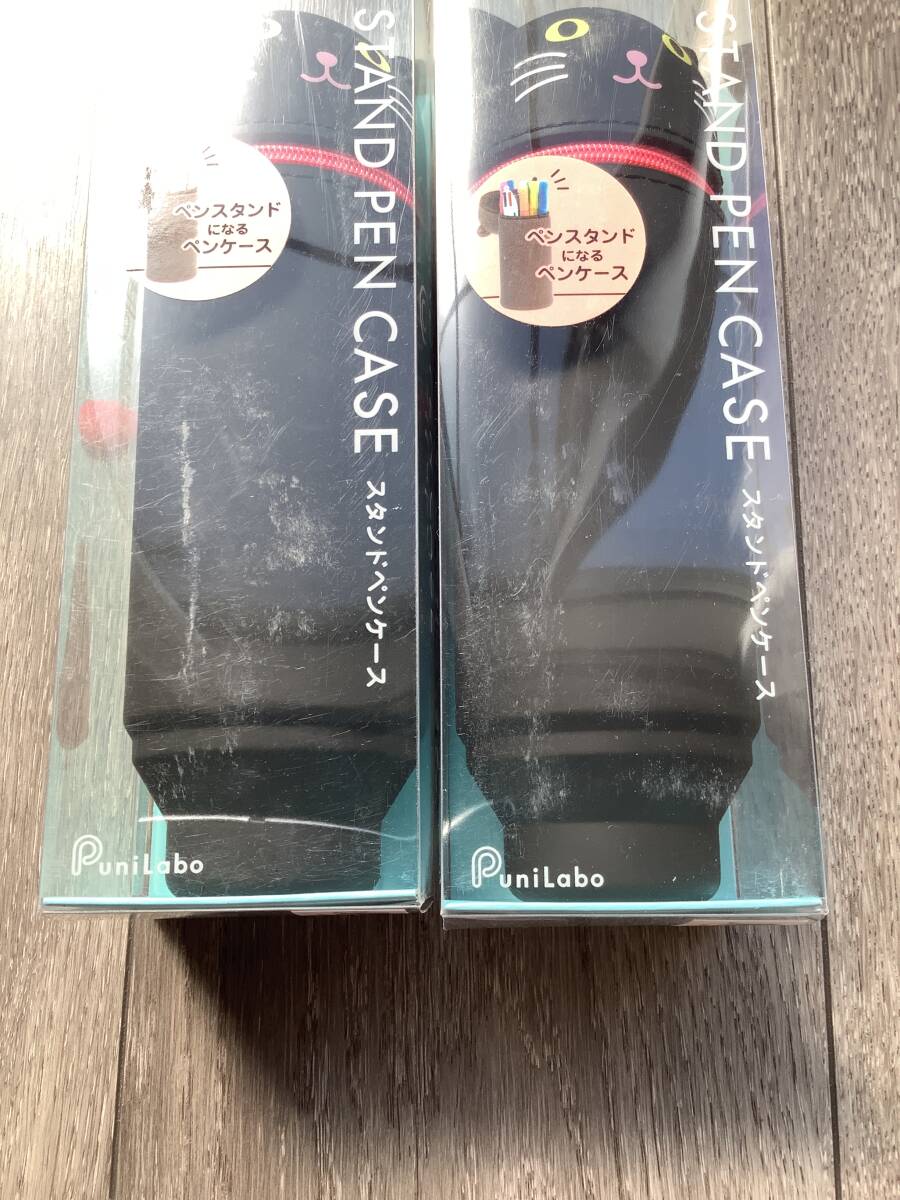 STAND PEN CASE スタンドペンケース
ペンスタンド
になる
ペンケース
PuniLabo
STAND PEN CASE スタンドペンケース
ペンスタンド
になる
ペンケース
PuniLabo